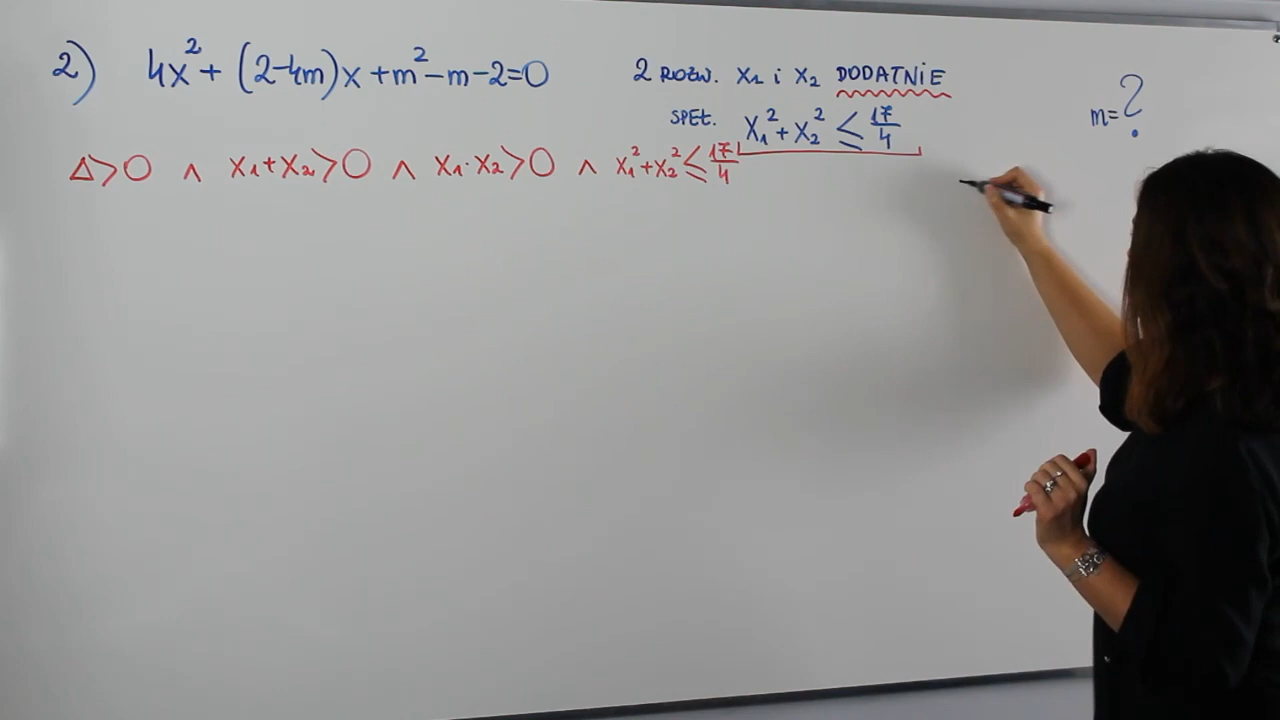 2) 4x²+(2-4m)x+m²-m-2=0
2 ROZW. X₁ i X₂ DODATNIE
SPEŁ. X₁²+X₂² ≤ 17/4
m=?
Δ>0 ∧ X₁+X₂>0 ∧ X₁·X₂>0 ∧ X₁²+X₂² ≤ 17/4